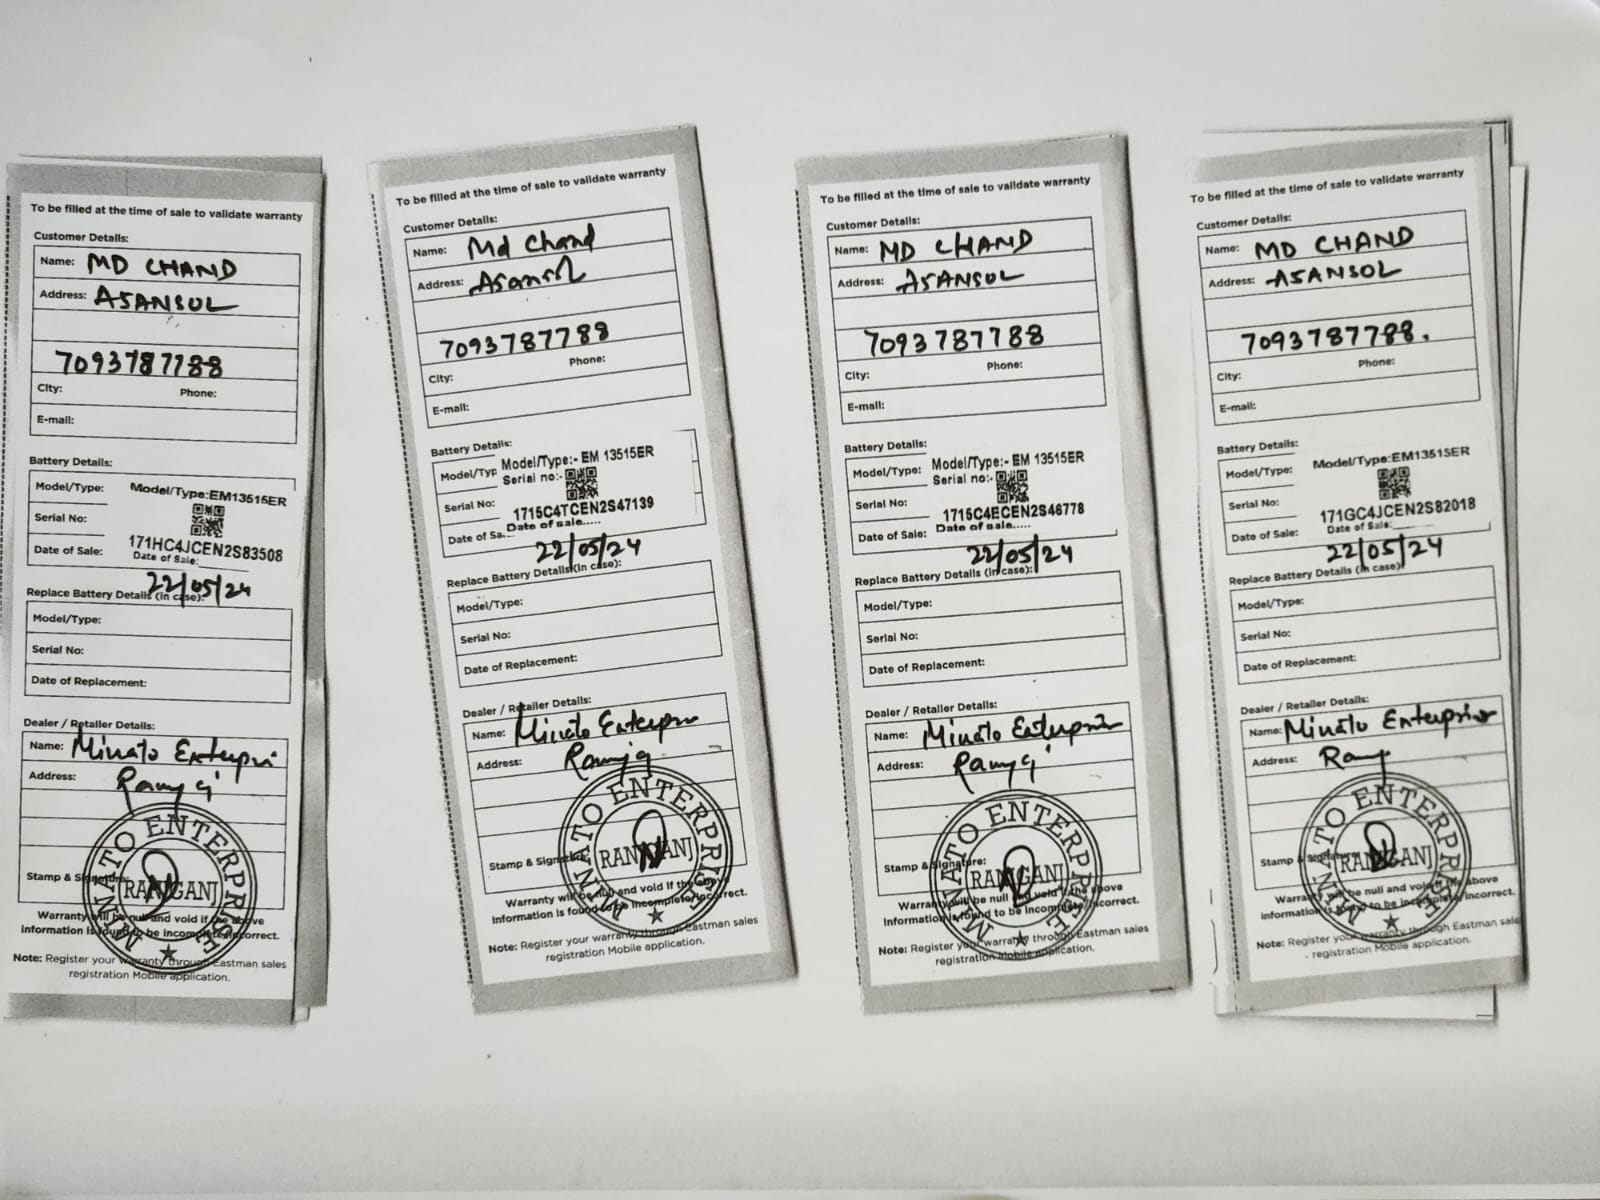 To be filled at the time of sale to validate warranty
Customer Details:
Name: MD CHAND
Address: ASANSOL
7093787788
City: Phone:
E-mail:
Battery Details:
Model/Type: Model/Type:EM13515ER
Serial No:
171HC4JCEN2S83508
Date of Sale: Date of Sale:
22/05/24
Replace Battery Details (in case):
Model/Type:
Serial No:
Date of Replacement:
Dealer / Retailer Details:
Name: Minato Enterpri
Address:
MINATO ENTERPRISE
RANIGANJ
Stamp & Signature:
Warranty will be null and void if the above
information is found to be incomplete/incorrect.
Note: Register your warranty through Eastman sales
registration Mobile application.
To be filled at the time of sale to validate warranty
Customer Details:
Name: Md Chand
Address: Asansol
7093787788
Phone:
City:
E-mail:
Battery Details:
Model/Typ Model/Type:- EM 13515ER
Serial no:-
Serial No: 1715C4TCEN2S47139
Date of Sa... Date of sale.....
22/05/24
Replace Battery Details(in case):
Model/Type:
Serial No:
Date of Replacement:
Dealer / Retailer Details:
Name: Minato Enterpri
Address:
MINATO ENTERPRISE
RANIGANJ
Stamp & Signature
Warranty will be null and void if the above
information is found to be incomplete/incorrect.
Note: Register your warranty through Eastman sales
registration Mobile application.
To be filled at the time of sale to validate warranty
Customer Details:
Name: MD CHAND
Address: ASANSOL
7093787788
City: Phone:
E-mail:
Battery Details:
Model/Type: Model/Type:- EM 13515ER
Serial no:-
Serial No: 1715C4ECEN2S46778
Date of Sale: Date of sale.....
22/05/24
Replace Battery Details (in case):
Model/Type:
Serial No:
Date of Replacement:
Dealer / Retailer Details:
Name: Minato Enterpris
Address:
MINATO ENTERPRISE
RANIGANJ
Stamp & Signature:
Warranty will be null and void if the above
information is found to be incomplete/incorrect.
Note: Register your warranty through Eastman sales
registration Mobile application.
To be filled at the time of sale to validate warranty
Customer Details:
Name: MD CHAND
Address: ASANSOL
7093787788.
City: Phone:
E-mail:
Battery Details:
Model/Type: Model/Type:EM13515ER
Serial No: 171GC4JCEN2S82018
Date of Sale: Date of Sale:
22/05/24
Replace Battery Details (in case)
Model/Type:
Serial No:
Date of Replacement:
Dealer / Retailer Details:
Name: Minato Enterprise
Address:
MINATO ENTERPRISE
RANIGANJ
Stamp & Signature:
Warranty will be null and void if the above
information is found to be incomplete/incorrect.
Note: Register your warranty through Eastman sale
registration Mobile application.